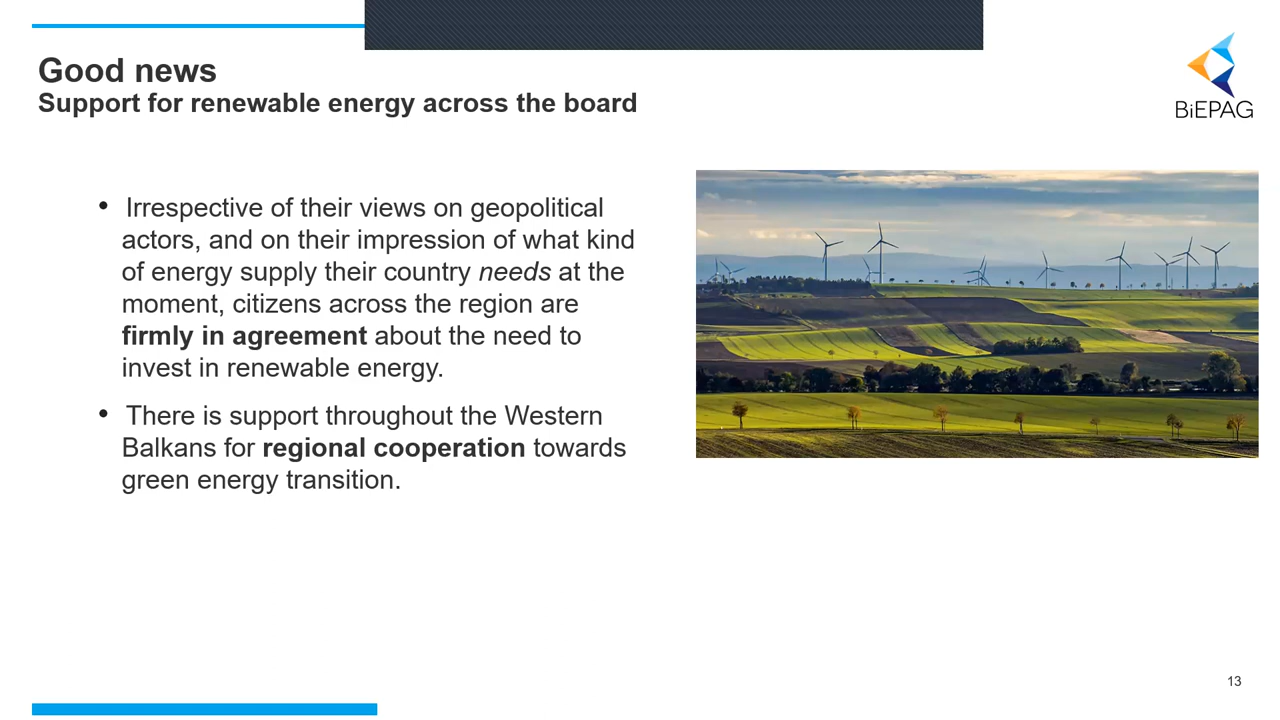 Good news
Support for renewable energy across the board
BiEPAG
• Irrespective of their views on geopolitical
actors, and on their impression of what kind
of energy supply their country needs at the
moment, citizens across the region are
firmly in agreement about the need to
invest in renewable energy.
• There is support throughout the Western
Balkans for regional cooperation towards
green energy transition.
13